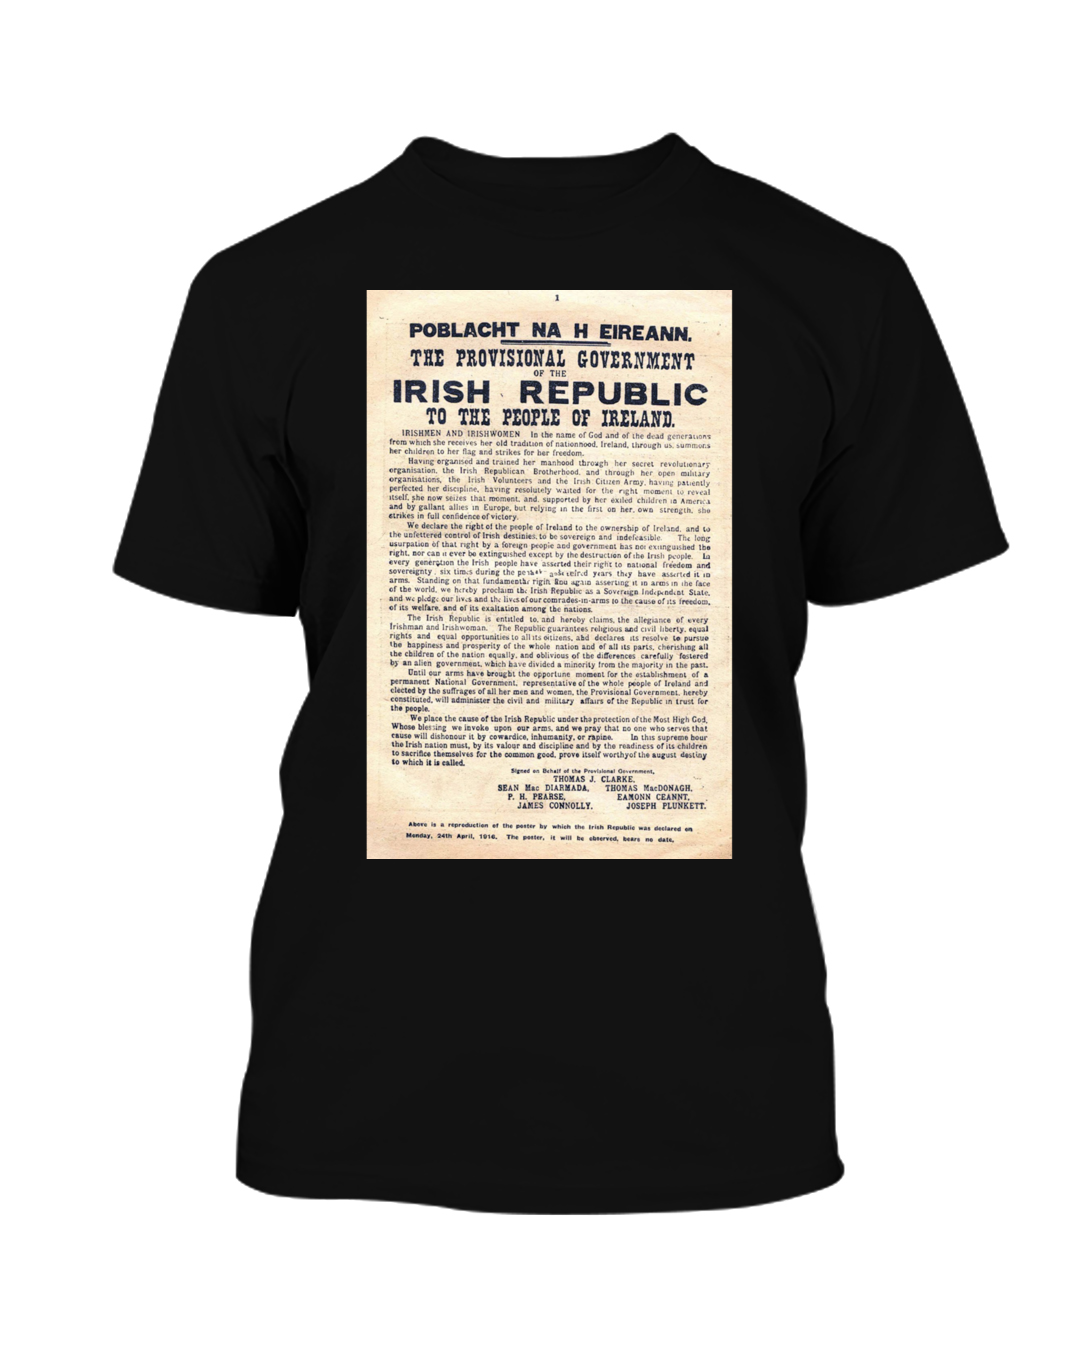 1
POBLACHT NA H EIREANN.
THE PROVISIONAL GOVERNMENT
OF THE
IRISH REPUBLIC
TO THE PEOPLE OF IRELAND.
IRISHMEN AND IRISHWOMEN In the name of God and of the dead generations
from which she receives her old tradition of nationhood, Ireland, through us, summons
her children to her flag and strikes for her freedom.
Having organised and trained her manhood through her secret revolutionary
organisation, the Irish Republican Brotherhood, and through her open military
organisations, the Irish Volunteers and the Irish Citizen Army, having patiently
perfected her discipline, having resolutely waited for the right moment to reveal
itself, she now seizes that moment, and, supported by her exiled children in America
and by gallant allies in Europe, but relying in the first on her own strength, she
strikes in full confidence of victory.
We declare the right of the people of Ireland to the ownership of Ireland, and to
the unfettered control of Irish destinies, to be sovereign and indefeasible. The long
usurpation of that right by a foreign people and government has not extinguished the
right, nor can it ever be extinguished except by the destruction of the Irish people. In
every generation the Irish people have asserted their right to national freedom and
sovereignty, six times during the years they have asserted it in
arms. Standing on that again asserting it in arms in the face
of the world, we hereby proclaim the Irish Republic as a Sovereign Independent State,
and we pledge our lives and the lives of our comrades-in-arms to the cause of its freedom,
of its welfare, and of its exaltation among the nations.
The Irish Republic is entitled to, and hereby claims, the allegiance of every
Irishman and Irishwoman. The Republic guarantees religious and civil liberty, equal
rights and equal opportunities to all its citizens, and declares its resolve to pursue
the happiness and prosperity of the whole nation and of all its parts, cherishing all
the children of the nation equally, and oblivious of the differences carefully fostered
by an alien government, which have divided a minority from the majority in the past.
Until our arms have brought the opportune moment for the establishment of a
permanent National Government, representative of the whole people of Ireland and
elected by the suffrages of all her men and women, the Provisional Government, hereby
constituted, will administer the civil and military affairs of the Republic in trust for
the people.
We place the cause of the Irish Republic under the protection of the Most High God,
Whose blessing we invoke upon our arms, and we pray that no one who serves that
cause will dishonour it by cowardice, inhumanity, or rapine. In this supreme hour
the Irish nation must, by its valour and discipline and by the readiness of its children
to sacrifice themselves for the common good, prove itself worthy of the august destiny
to which it is called.
Signed on Behalf of the Provisional Government,
THOMAS J. CLARKE,
SEAN Mac DIARMADA, THOMAS MacDONAGH,
P. H. PEARSE, EAMONN CEANNT,
JAMES CONNOLLY. JOSEPH PLUNKETT.
Above is a reproduction of the poster by which the Irish Republic was declared on
Monday, 24th April, 1916. The poster, it will be observed, bears no date.